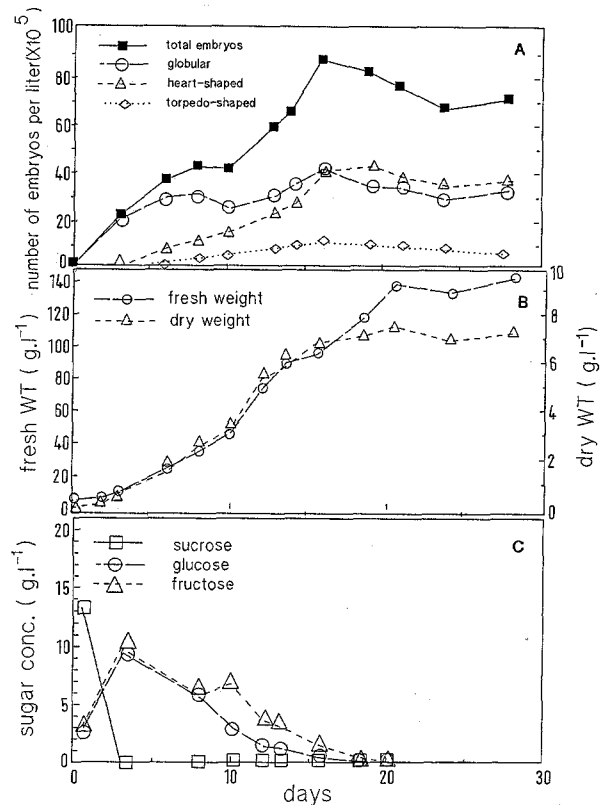 100
80
60
40
20
0
number of embryos per liter(X10⁵)
total embryos
globular
heart-shaped
torpedo-shaped
A
140
120
100
80
60
40
20
0
fresh WT ( g.l⁻¹)
fresh weight
dry weight
B
10
8
6
4
2
0
dry WT ( g.l⁻¹)
20
15
10
5
0
sugar conc. ( g.l⁻¹)
sucrose
glucose
fructose
C
0
10
20
30
days